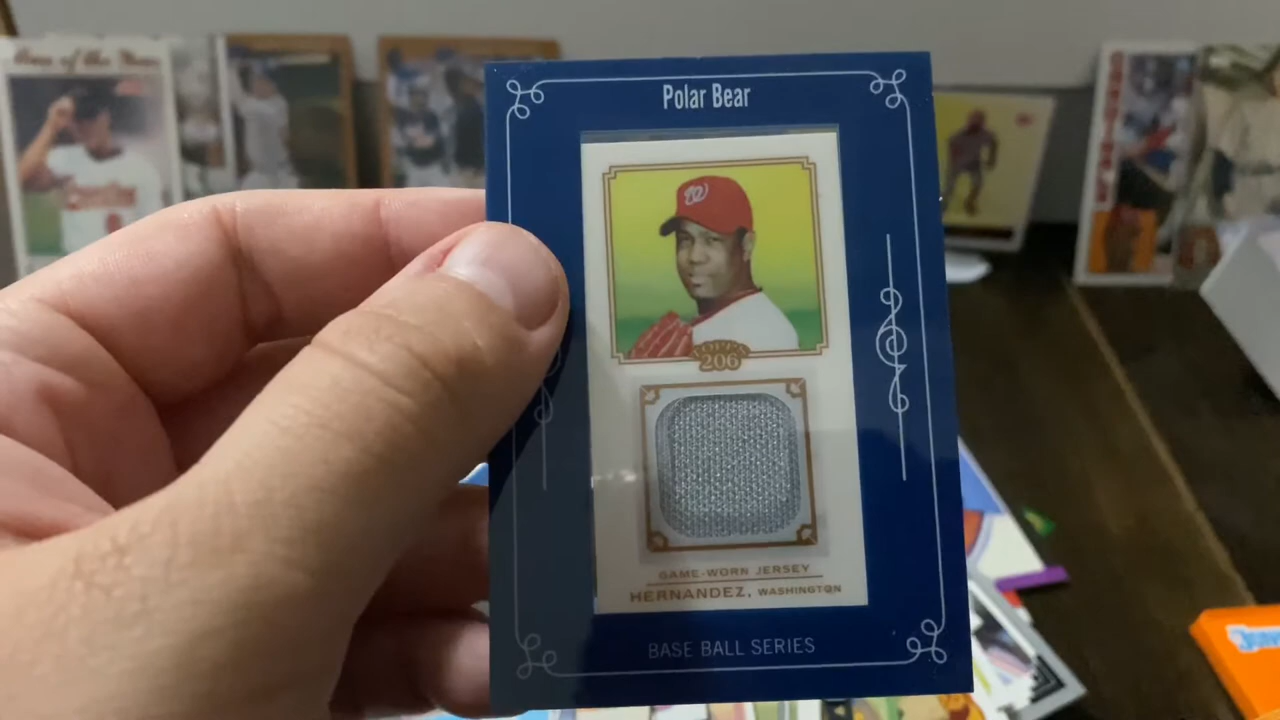 Polar Bear
W
TOPPS
206
GAME-WORN JERSEY
HERNANDEZ, WASHINGTON
BASE BALL SERIES